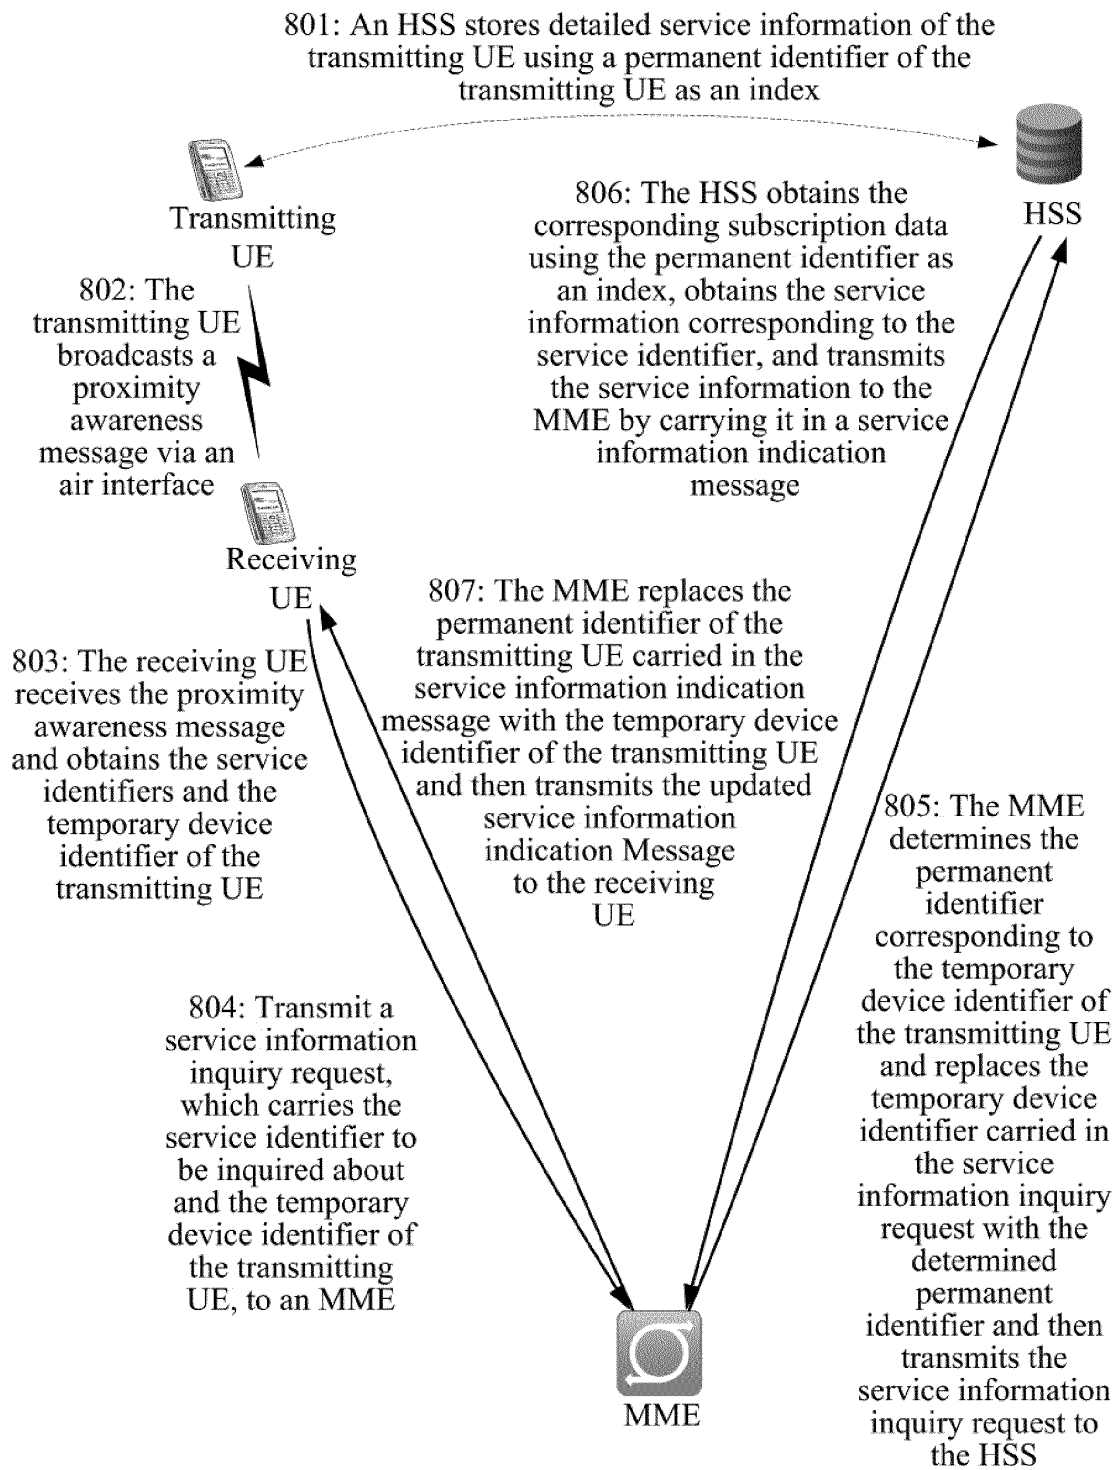 801: An HSS stores detailed service information of the
transmitting UE using a permanent identifier of the
transmitting UE as an index
Transmitting
UE
HSS
802: The
transmitting UE
broadcasts a
proximity
awareness
message via an
air interface
806: The HSS obtains the
corresponding subscription data
using the permanent identifier as
an index, obtains the service
information corresponding to the
service identifier, and transmits
the service information to the
MME by carrying it in a service
information indication
message
Receiving
UE
803: The receiving UE
receives the proximity
awareness message
and obtains the service
identifiers and the
temporary device
identifier of the
transmitting UE
807: The MME replaces the
permanent identifier of the
transmitting UE carried in the
service information indication
message with the temporary device
identifier of the transmitting UE
and then transmits the updated
service information
indication Message
to the receiving
UE
805: The MME
determines the
permanent
identifier
corresponding to
the temporary
device identifier of
the transmitting UE
and replaces the
temporary device
identifier carried in
the service
information inquiry
request with the
determined
permanent
identifier and then
transmits the
service information
inquiry request to
the HSS
804: Transmit a
service information
inquiry request,
which carries the
service identifier to
be inquired about
and the temporary
device identifier of
the transmitting
UE, to an MME
MME